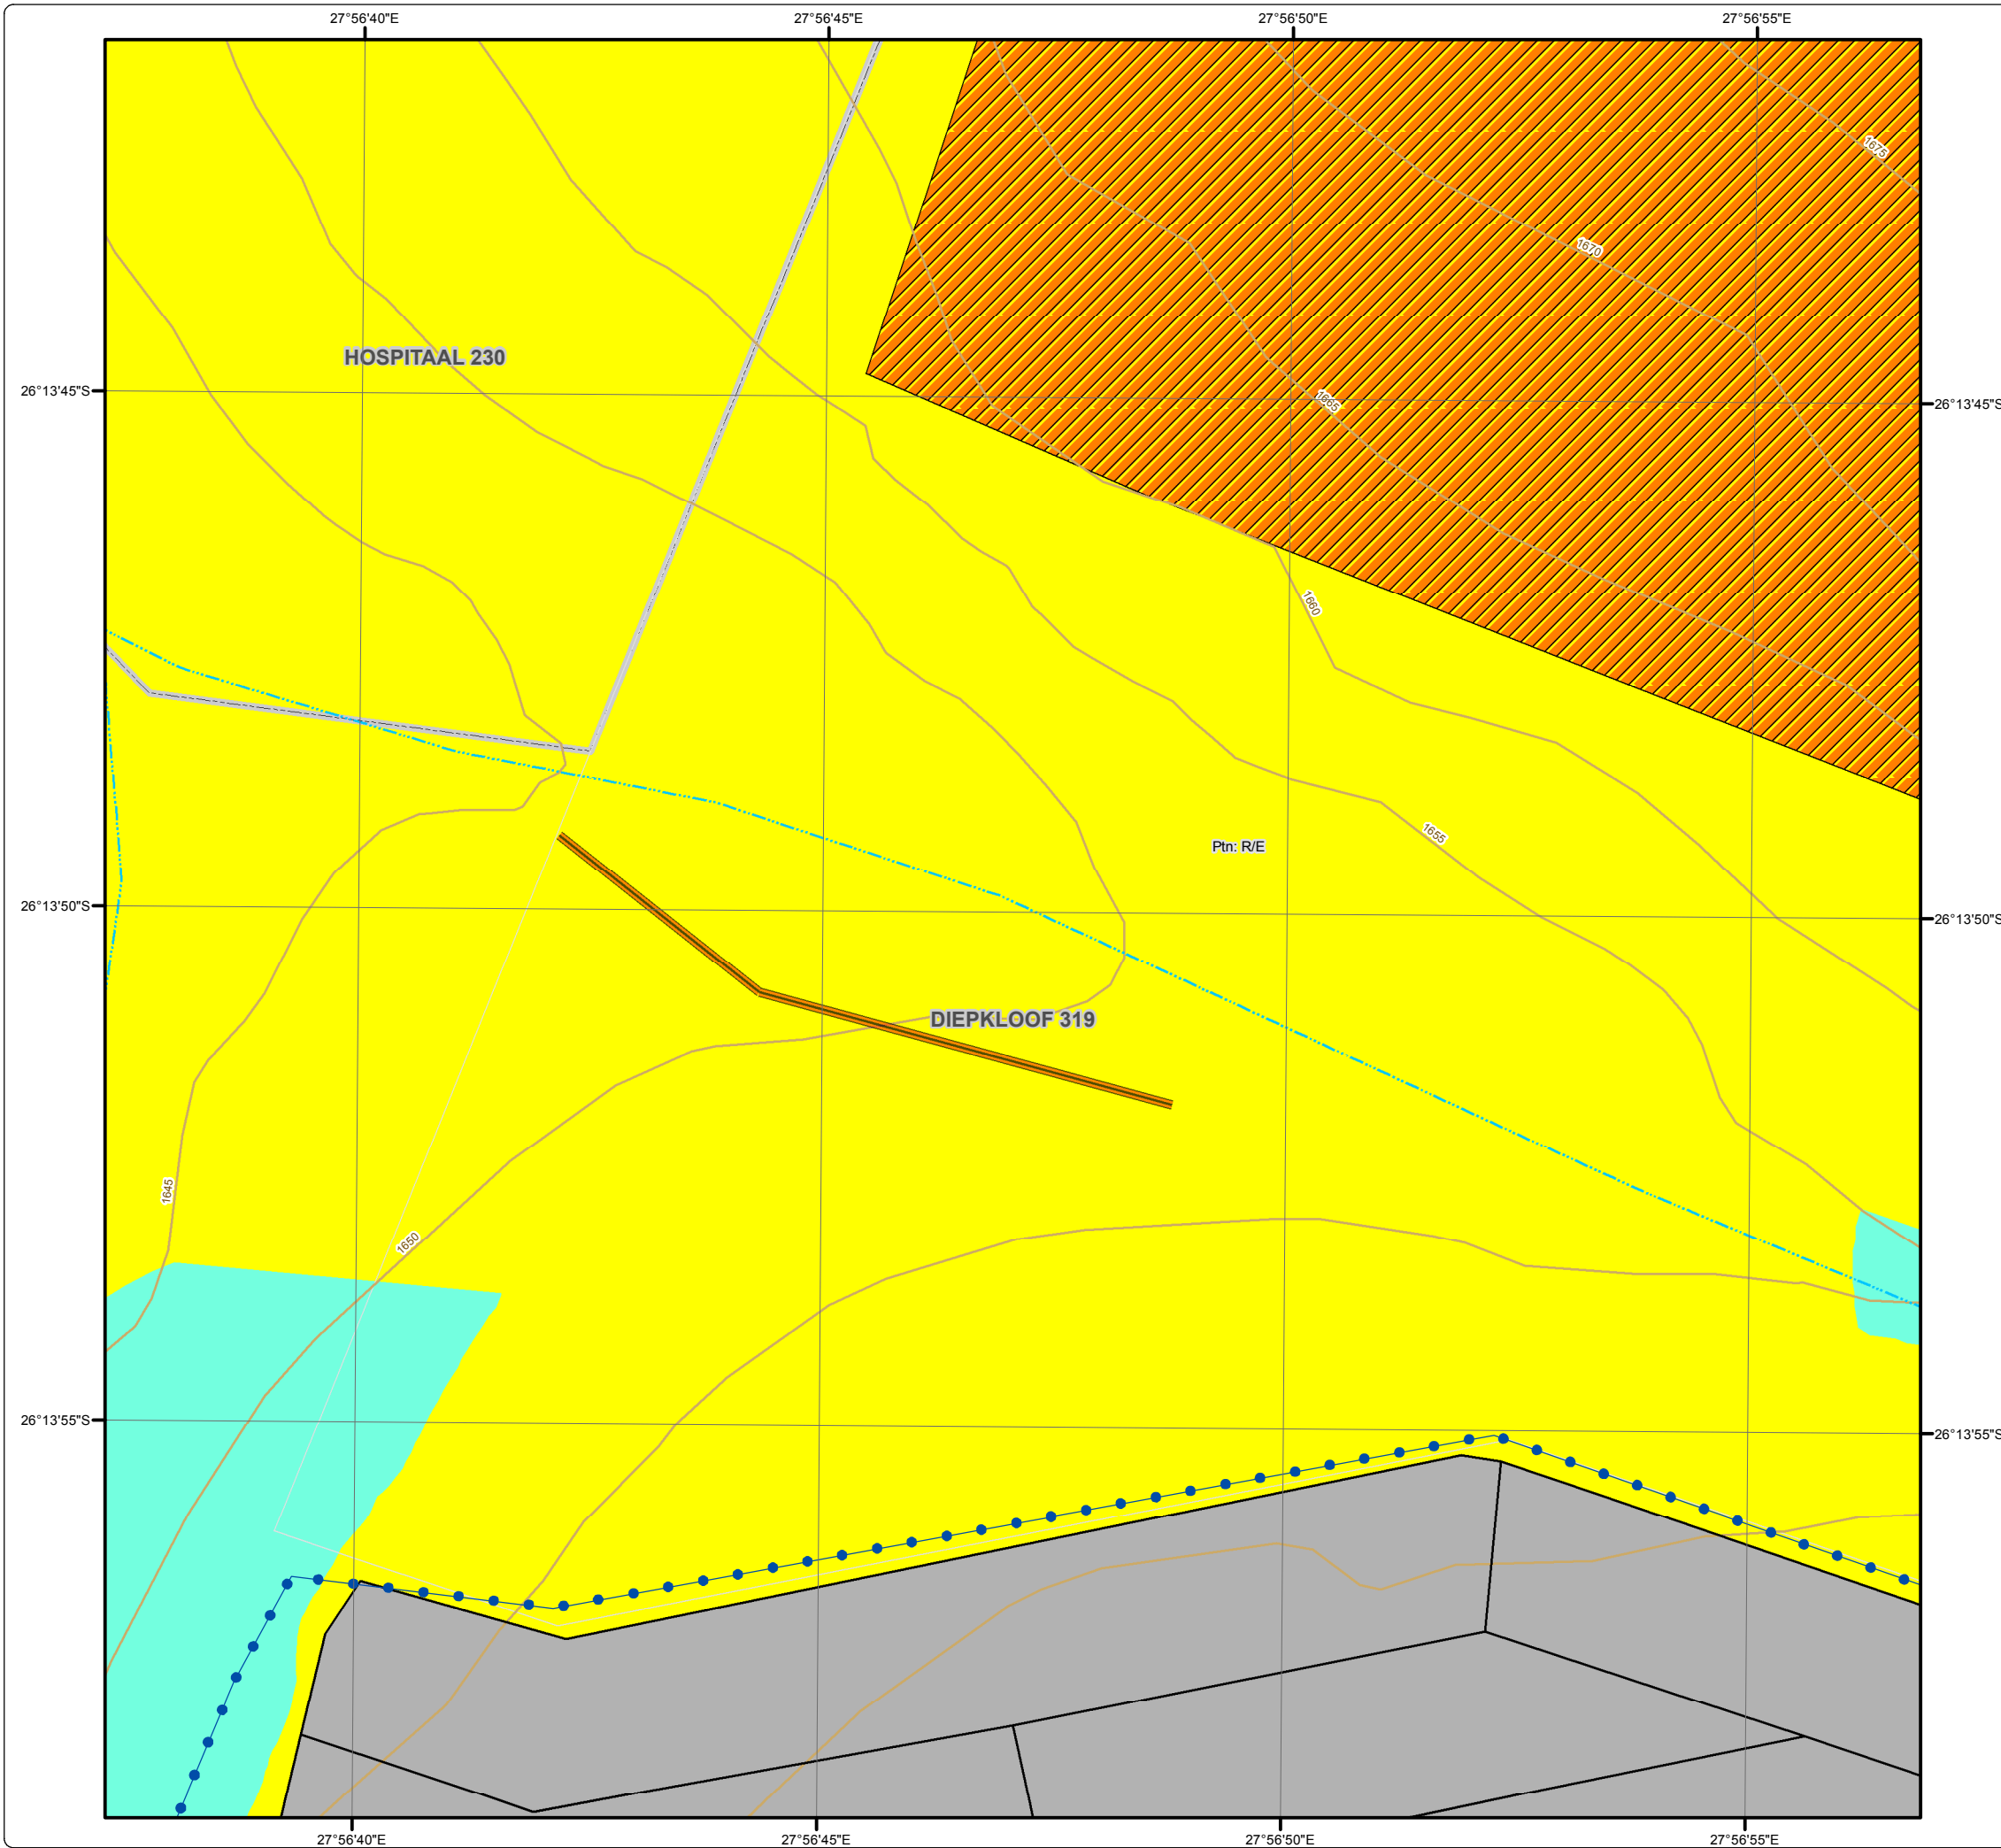 27°56'40"E 27°56'45"E 27°56'50"E 27°56'55"E
1675
1670
HOSPITAAL 230
26°13'45"S 1665 26°13'45"S
1660
1655
Ptn: R/E
26°13'50"S 26°13'50"S
DIEPKLOOF 319
1645
1650
26°13'55"S 26°13'55"S
27°56'40"E 27°56'45"E 27°56'50"E 27°56'55"E